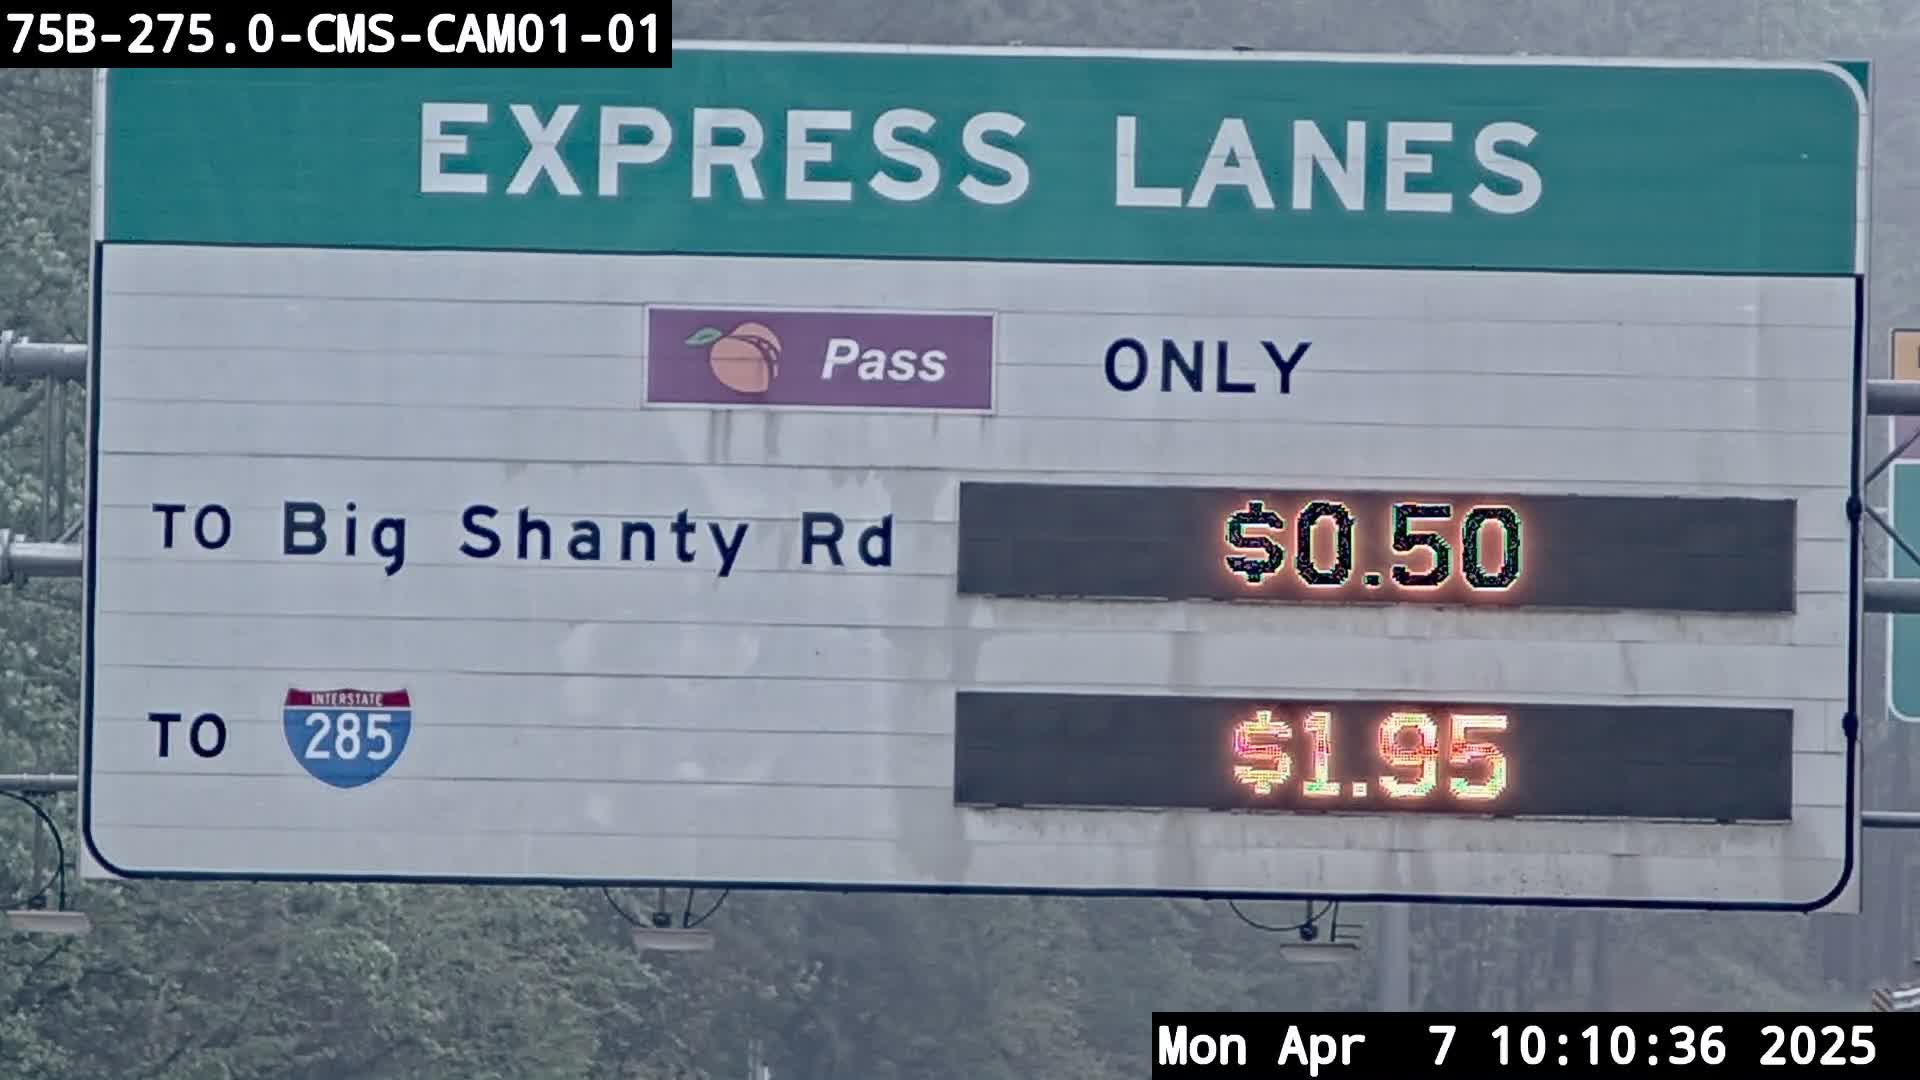 75B-275.0-CMS-CAM01-01
EXPRESS LANES
Pass ONLY
TO Big Shanty Rd $0.50
TO INTERSTATE 285 $1.95
Mon Apr 7 10:10:36 2025